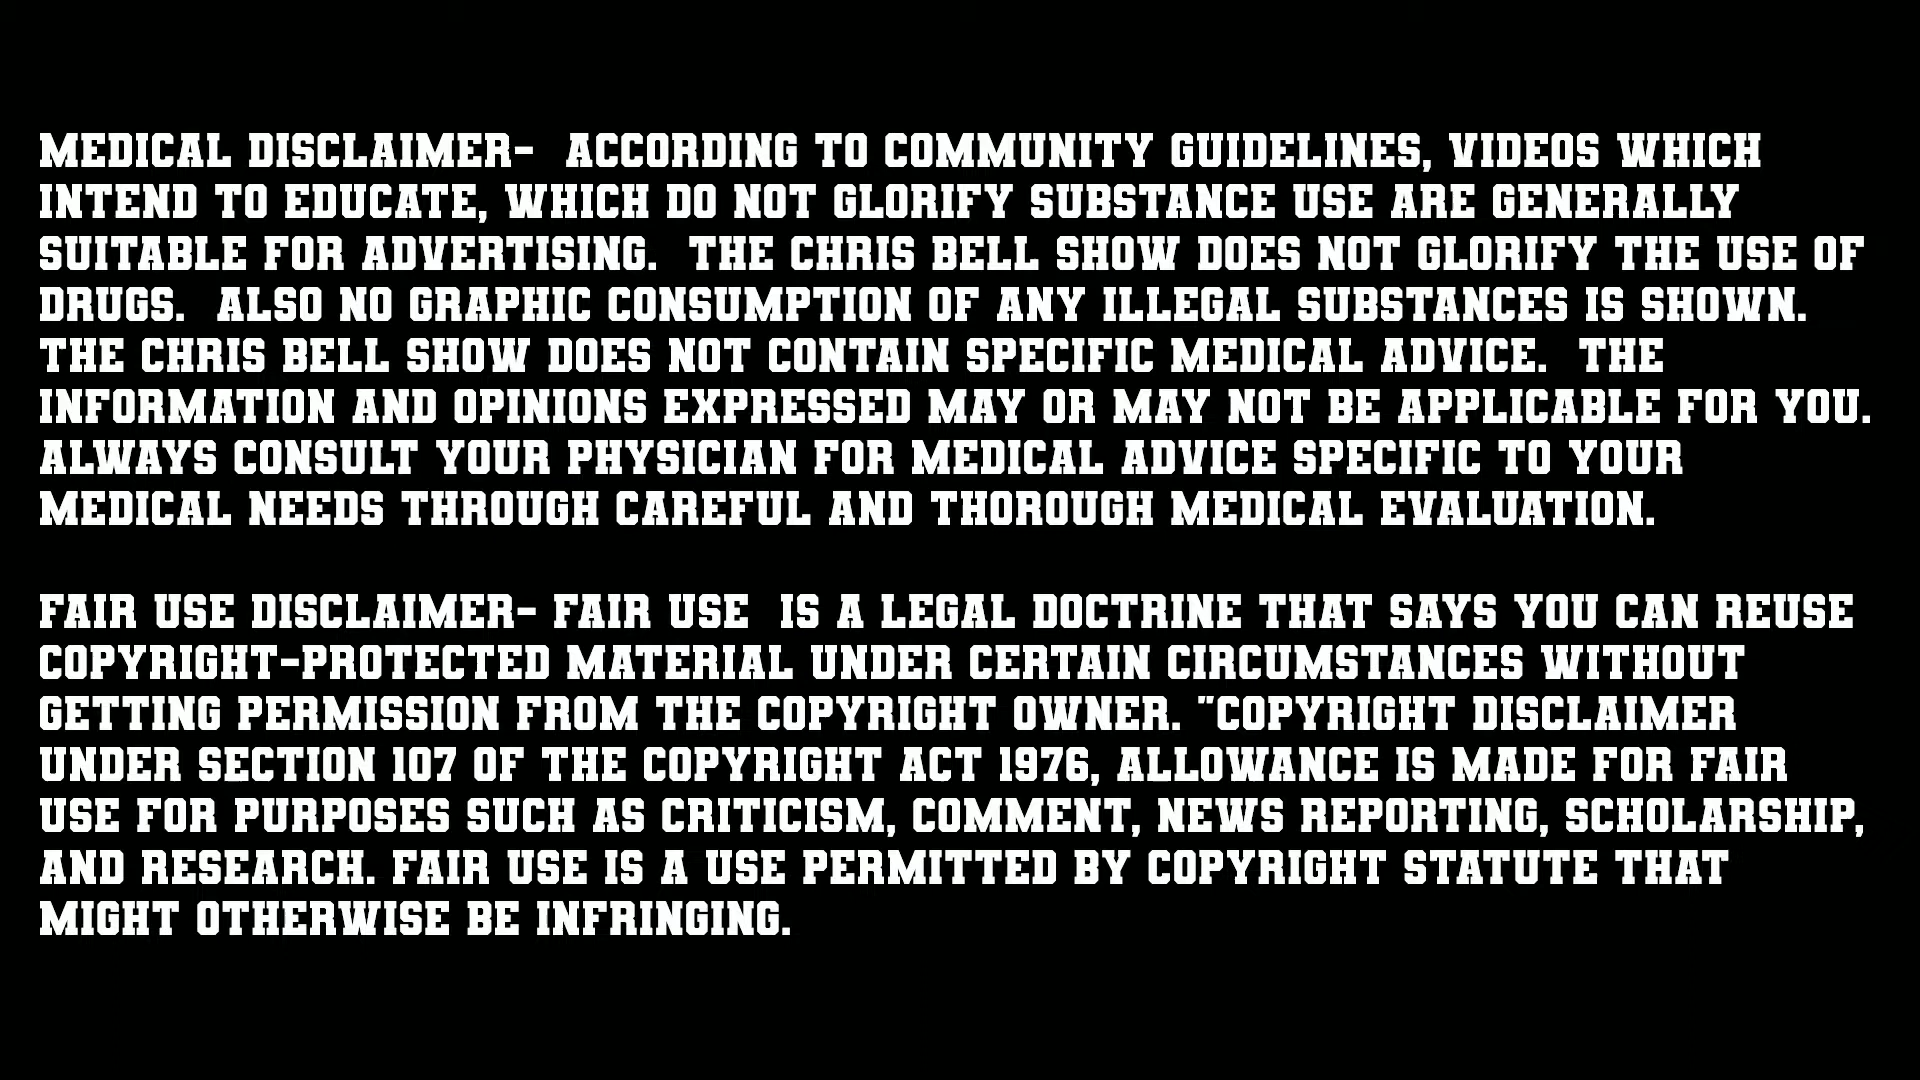 MEDICAL DISCLAIMER-  ACCORDING TO COMMUNITY GUIDELINES, VIDEOS WHICH
INTEND TO EDUCATE, WHICH DO NOT GLORIFY SUBSTANCE USE ARE GENERALLY
SUITABLE FOR ADVERTISING.  THE CHRIS BELL SHOW DOES NOT GLORIFY THE USE OF
DRUGS.  ALSO NO GRAPHIC CONSUMPTION OF ANY ILLEGAL SUBSTANCES IS SHOWN.
THE CHRIS BELL SHOW DOES NOT CONTAIN SPECIFIC MEDICAL ADVICE.  THE
INFORMATION AND OPINIONS EXPRESSED MAY OR MAY NOT BE APPLICABLE FOR YOU.
ALWAYS CONSULT YOUR PHYSICIAN FOR MEDICAL ADVICE SPECIFIC TO YOUR
MEDICAL NEEDS THROUGH CAREFUL AND THOROUGH MEDICAL EVALUATION.
FAIR USE DISCLAIMER- FAIR USE  IS A LEGAL DOCTRINE THAT SAYS YOU CAN REUSE
COPYRIGHT-PROTECTED MATERIAL UNDER CERTAIN CIRCUMSTANCES WITHOUT
GETTING PERMISSION FROM THE COPYRIGHT OWNER. "COPYRIGHT DISCLAIMER
UNDER SECTION 107 OF THE COPYRIGHT ACT 1976, ALLOWANCE IS MADE FOR FAIR
USE FOR PURPOSES SUCH AS CRITICISM, COMMENT, NEWS REPORTING, SCHOLARSHIP,
AND RESEARCH. FAIR USE IS A USE PERMITTED BY COPYRIGHT STATUTE THAT
MIGHT OTHERWISE BE INFRINGING.